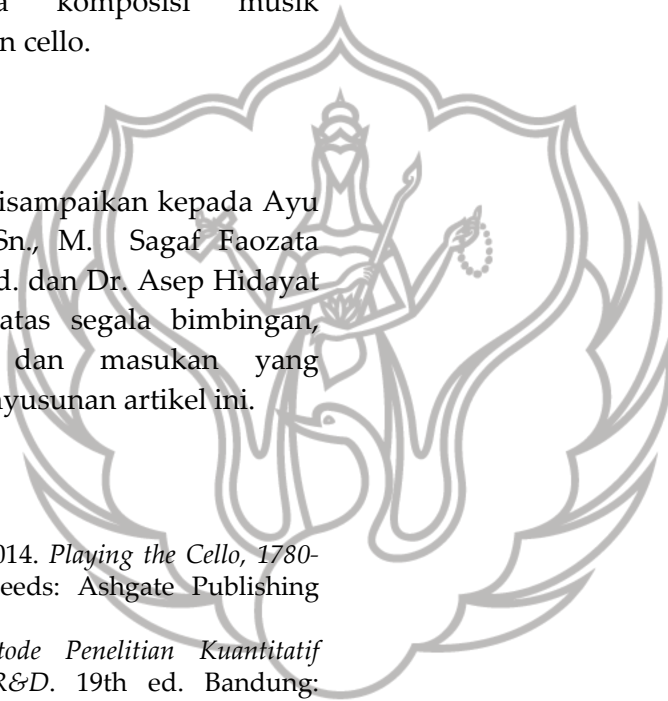 komposisi musik
n cello.
isampaikan kepada Ayu
Sn., M. Sagaf Faozata
d. dan Dr. Asep Hidayat
atas segala bimbingan,
dan masukan yang
yusunan artikel ini.
014. Playing the Cello, 1780-
eeds: Ashgate Publishing
tode Penelitian Kuantitatif
R&D. 19th ed. Bandung: